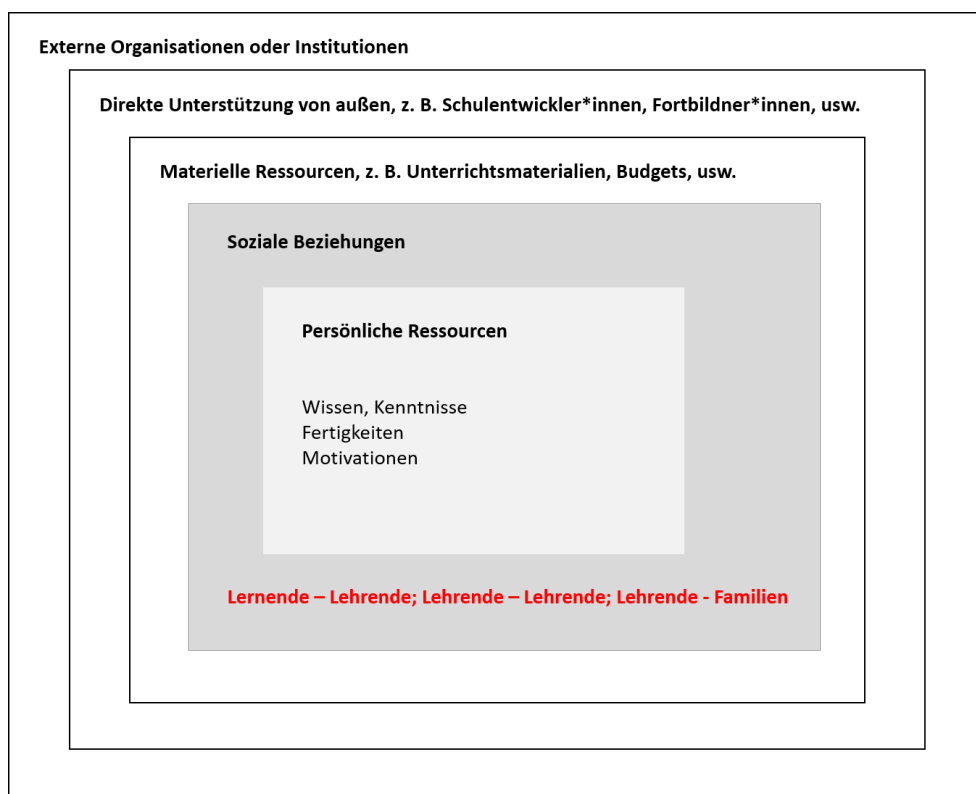 Externe Organisationen oder Institutionen
Direkte Unterstützung von außen, z. B. Schulentwickler*innen, Fortbildner*innen, usw.
Materielle Ressourcen, z. B. Unterrichtsmaterialien, Budgets, usw.
Soziale Beziehungen
Persönliche Ressourcen
Wissen, Kenntnisse
Fertigkeiten
Motivationen
Lernende – Lehrende; Lehrende – Lehrende; Lehrende - Familien